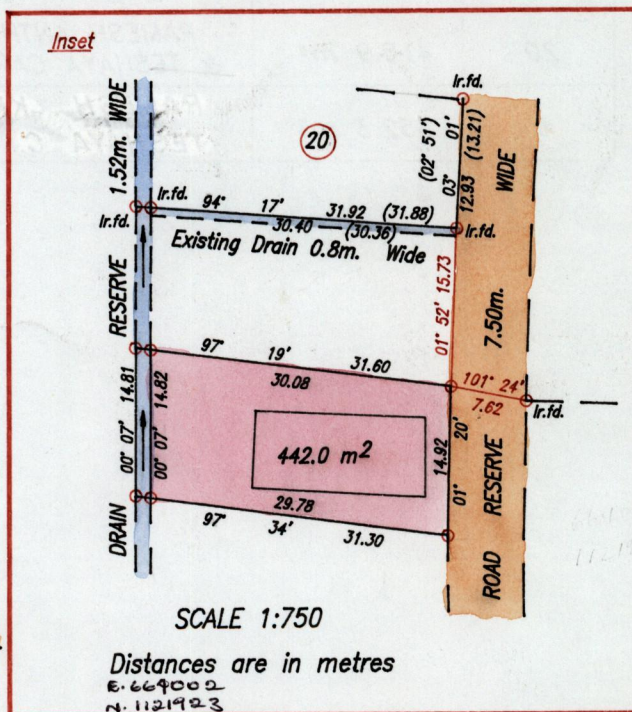 Inset
Ir.fd.
20
1.52m. WIDE
(02° 51')
03° 01'
12.93 (13.21)
WIDE
Ir.fd.
Ir.fd.
94° 17' 31.92 (31.88)
30.40 (30.36)
Ir.fd.
Existing Drain 0.8m. Wide
RESERVE
01° 52' 15.73
7.50m.
97° 19' 31.60
30.08
101° 24'
7.62
Ir.fd.
00° 07' 14.81
00° 07' 14.82
442.0 m²
01° 20'
14.92
29.78
97° 34' 31.30
DRAIN
ROAD RESERVE
SCALE 1:750
Distances are in metres
E. 664002
N. 1121923